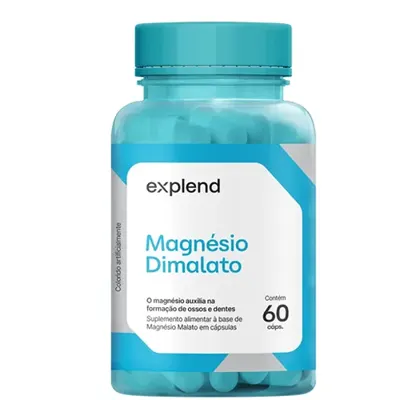 explend
Magnésio
Dimalato
O magnésio auxilia na
formação de ossos e dentes
Suplemento alimentar à base de
Magnésio Malato em cápsulas
Contém
60
cáps.
Colorido artificialmente